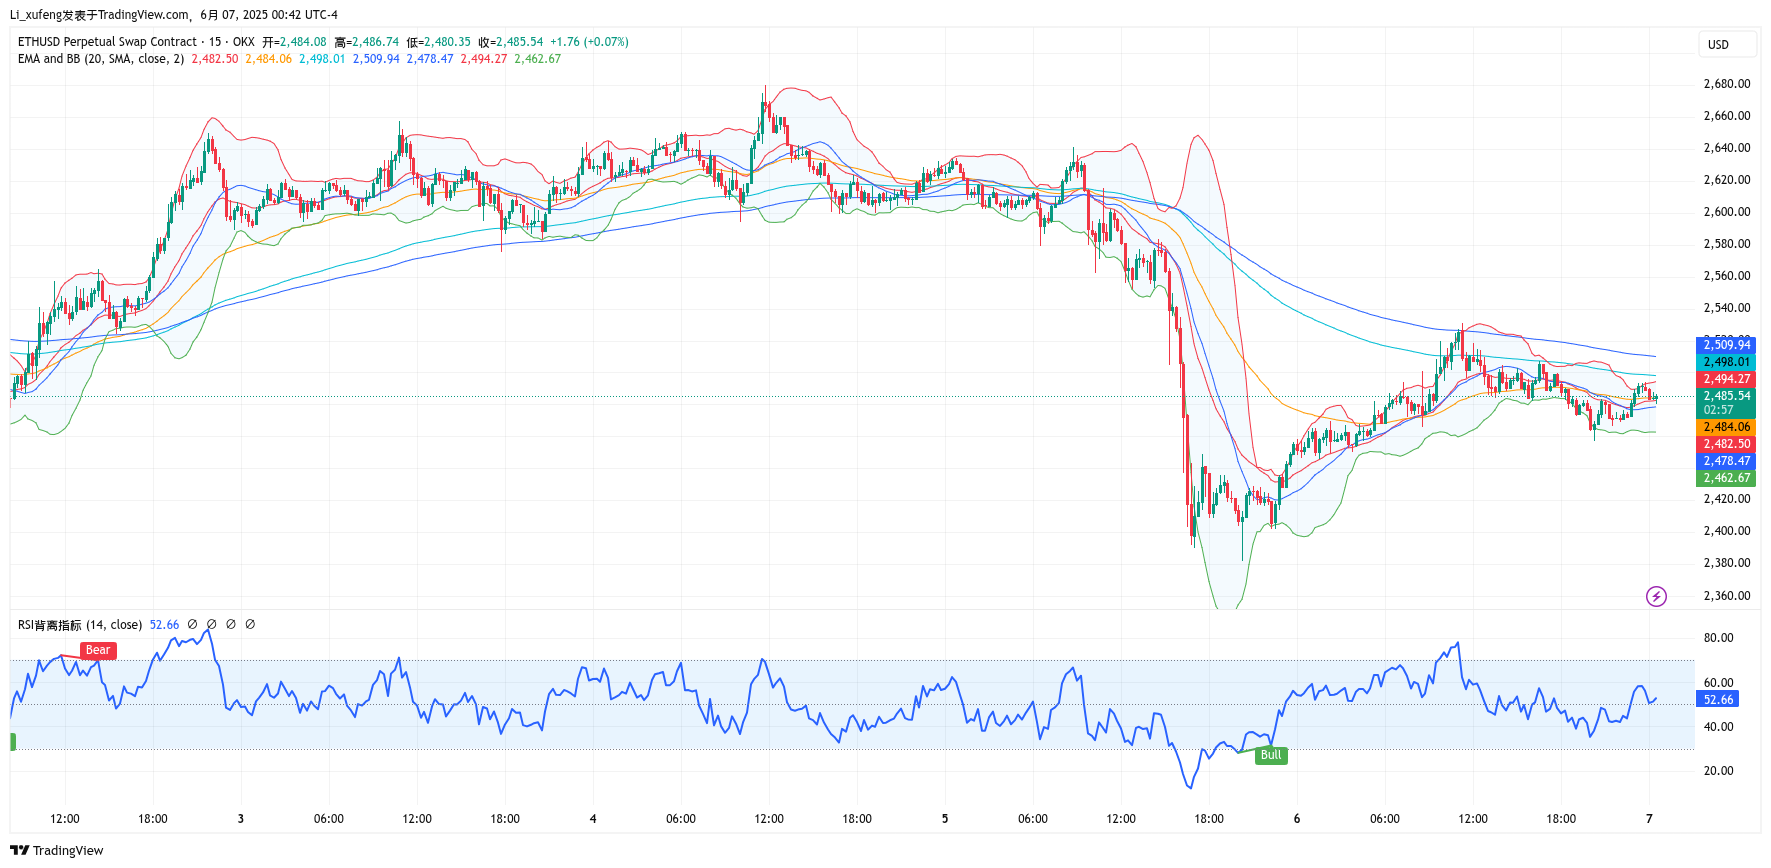 Li_xufeng发表于TradingView.com, 6月 07, 2025 00:42 UTC-4
ETHUSD Perpetual Swap Contract · 15 · OKX 开=2,484.08 高=2,486.74 低=2,480.35 收=2,485.54 +1.76 (+0.07%)
EMA and BB (20, SMA, close, 2) 2,482.50 2,484.06 2,498.01 2,509.94 2,478.47 2,494.27 2,462.67
USD
2,680.00
2,660.00
2,640.00
2,620.00
2,600.00
2,580.00
2,560.00
2,540.00
2,509.94
2,498.01
2,494.27
2,485.54
02:57
2,484.06
2,482.50
2,478.47
2,462.67
2,420.00
2,400.00
2,380.00
2,360.00
RSI背离指标 (14, close) 52.66 ∅ ∅ ∅ ∅
Bear
Bull
80.00
60.00
52.66
40.00
20.00
12:00 18:00 3 06:00 12:00 18:00 4 06:00 12:00 18:00 5 06:00 12:00 18:00 6 06:00 12:00 18:00 7
TradingView